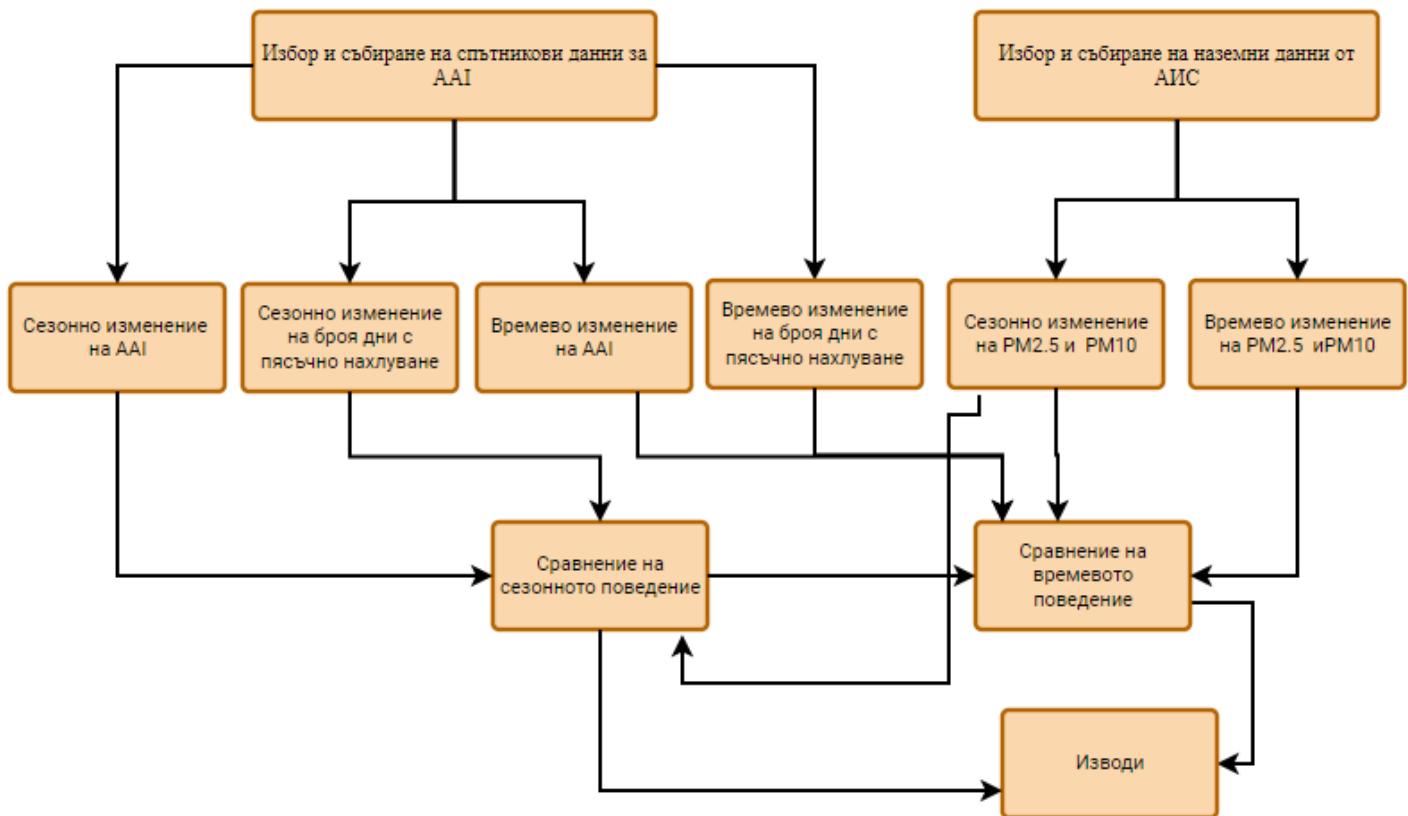 Избор и събиране на спътникови данни за
AAI
Избор и събиране на наземни данни от
АИС
Сезонно изменение
на AAI
Сезонно изменение
на броя дни с
пясъчно нахлуване
Времево изменение
на AAI
Времево изменение
на броя дни с
пясъчно нахлуване
Сезонно изменение
на PM2.5 и PM10
Времево изменение
на PM2.5 иPM10
Сравнение на
сезонното поведение
Сравнение на
времевото
поведение
Изводи